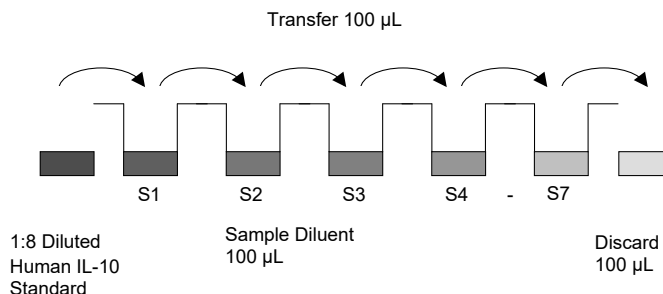 Transfer 100 µL
S1 S2 S3 S4 - S7
1:8 Diluted
Human IL-10
Standard
Sample Diluent
100 µL
Discard
100 µL